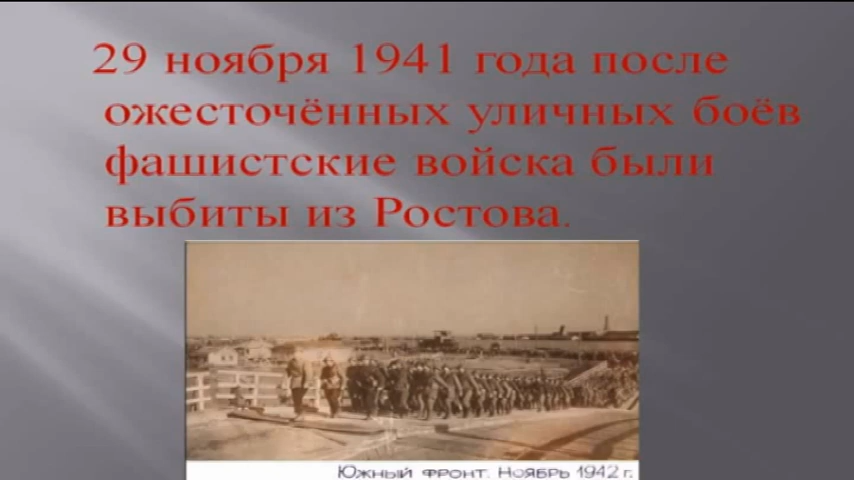 29 ноября 1941 года после
ожесточённых уличных боёв
фашистские войска были
выбиты из Ростова.
Южный фронт. Ноябрь 1942 г.